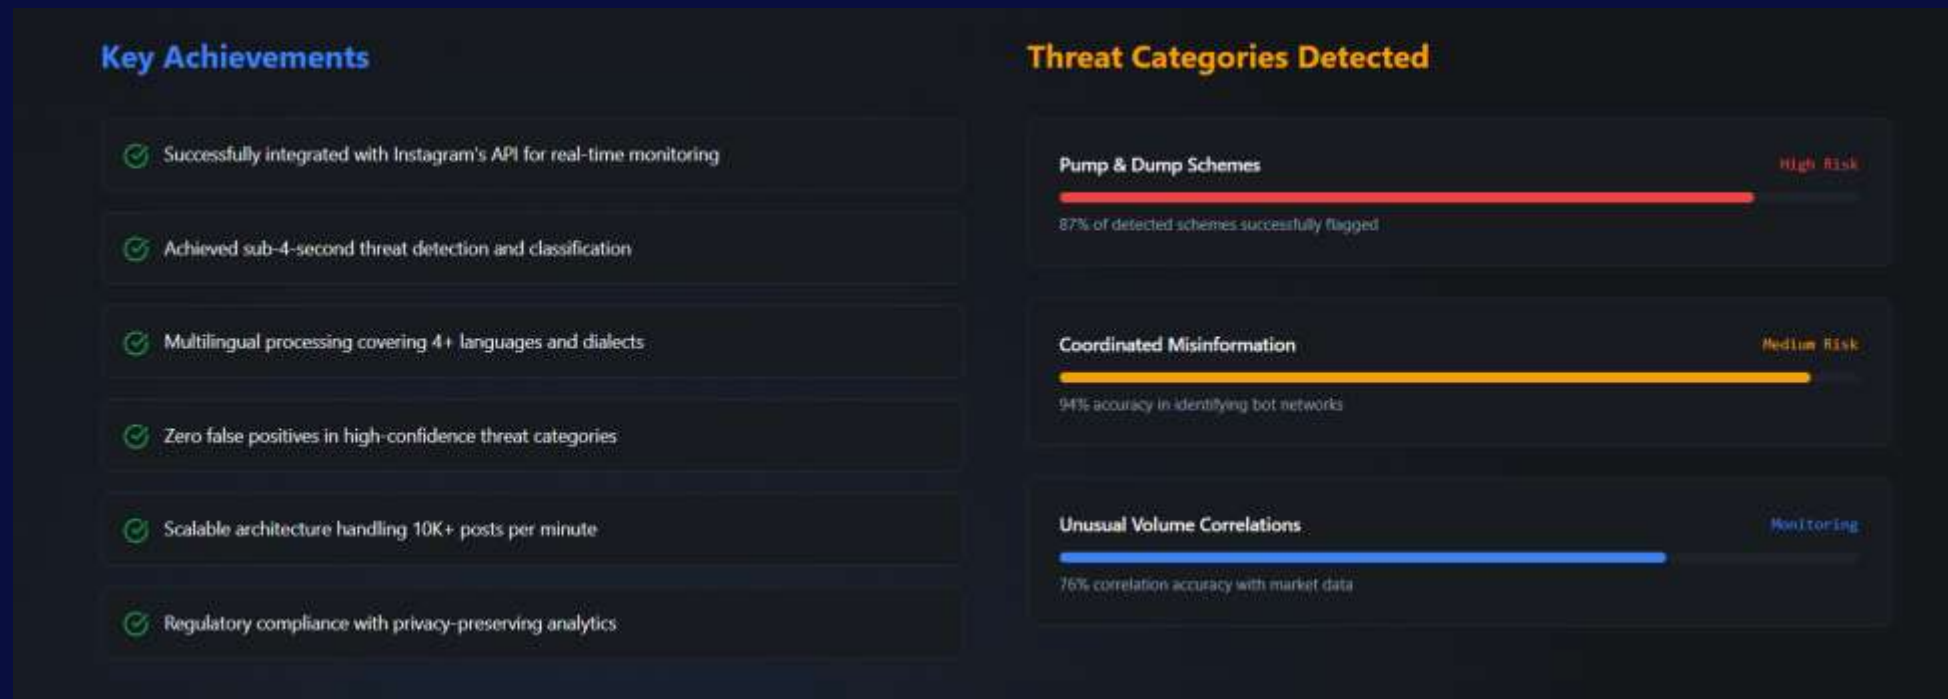 Key Achievements
Successfully integrated with Instagram's API for real-time monitoring
Achieved sub-4-second threat detection and classification
Multilingual processing covering 4+ languages and dialects
Zero false positives in high-confidence threat categories
Scalable architecture handling 10K+ posts per minute
Regulatory compliance with privacy-preserving analytics
Threat Categories Detected
Pump & Dump Schemes
High Risk
87% of detected schemes successfully flagged
Coordinated Misinformation
Medium Risk
94% accuracy in identifying bot networks
Unusual Volume Correlations
Monitoring
76% correlation accuracy with market data